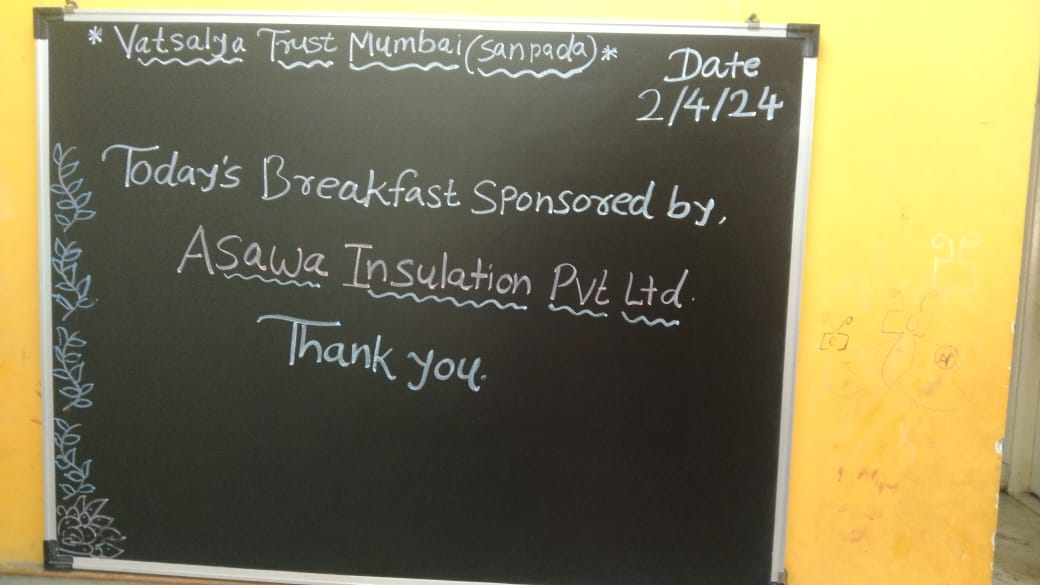 * Vatsalya Trust Mumbai (Sanpada) *
Date
2/4/24
Today's Breakfast Sponsored by,
Asawa Insulation Pvt Ltd.
Thank you.